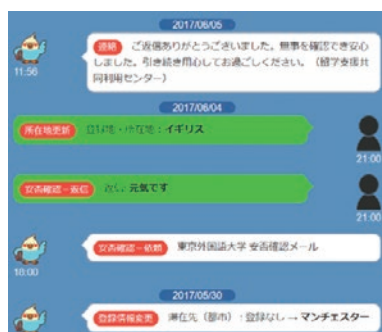 2017/06/05
連絡 ご返信ありがとうございました。無事を確認でき安心
しました。引き続き用心してお過ごしください。（留学支援共
同利用センター）
11:56
2017/06/04
所在地更新 登録地・所在地：イギリス
21:00
安否確認－返信 返信：元気です
21:00
安否確認－依頼 東京外国語大学 安否確認メール
18:00
2017/05/30
登録情報変更 滞在先（都市）：登録なし → マンチェスター